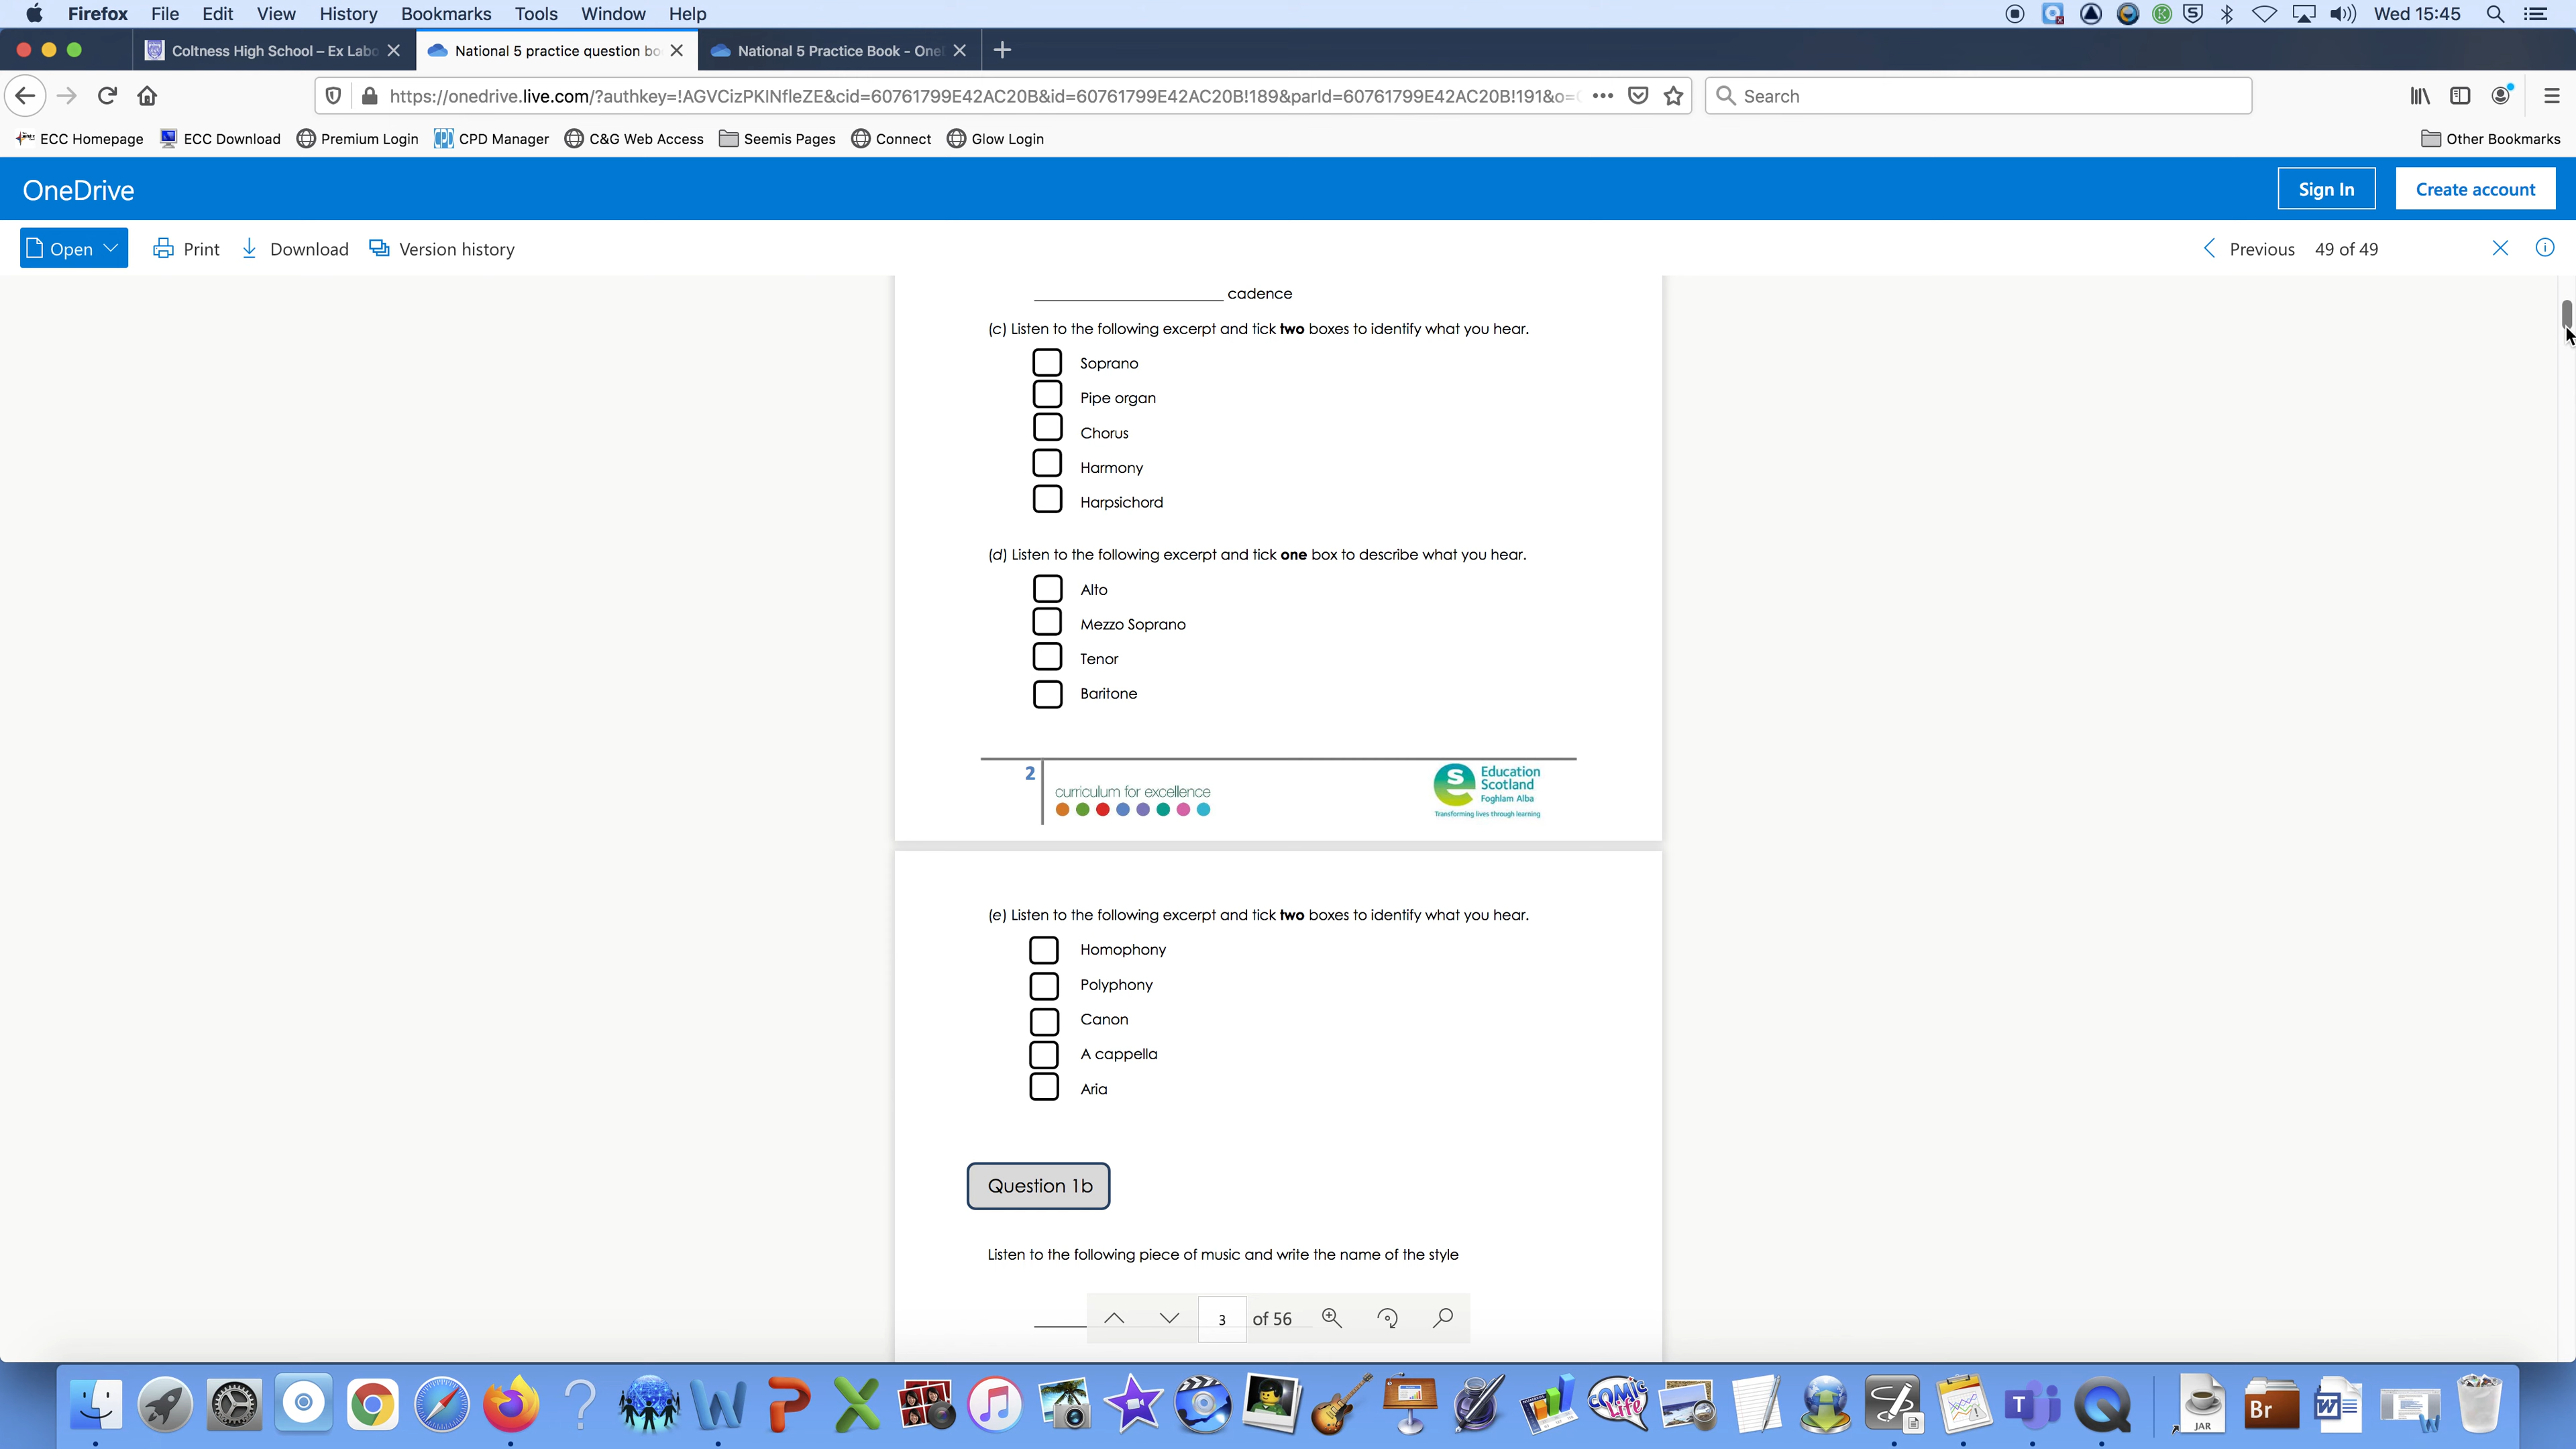 Firefox File Edit View History Bookmarks Tools Window Help Wed 15:45
Coltness High School – Ex Labo National 5 practice question bo National 5 Practice Book - One
https://onedrive.live.com/?authkey=!AGVCizPKlNfleZE&cid=60761799E42AC20B&id=60761799E42AC20B!189&parId=60761799E42AC20B!191&o= Search
ECC Homepage ECC Download Premium Login CPD Manager C&G Web Access Seemis Pages Connect Glow Login Other Bookmarks
OneDrive Sign In Create account
Open Print Download Version history Previous 49 of 49
cadence
(c) Listen to the following excerpt and tick two boxes to identify what you hear.
Soprano
Pipe organ
Chorus
Harmony
Harpsichord
(d) Listen to the following excerpt and tick one box to describe what you hear.
Alto
Mezzo Soprano
Tenor
Baritone
2
curriculum for excellence
Education
Scotland
Foghlam Alba
Transforming lives through learning
(e) Listen to the following excerpt and tick two boxes to identify what you hear.
Homophony
Polyphony
Canon
A cappella
Aria
Question 1b
Listen to the following piece of music and write the name of the style
3 of 56
COMIC Life
T
JAR
Br
W